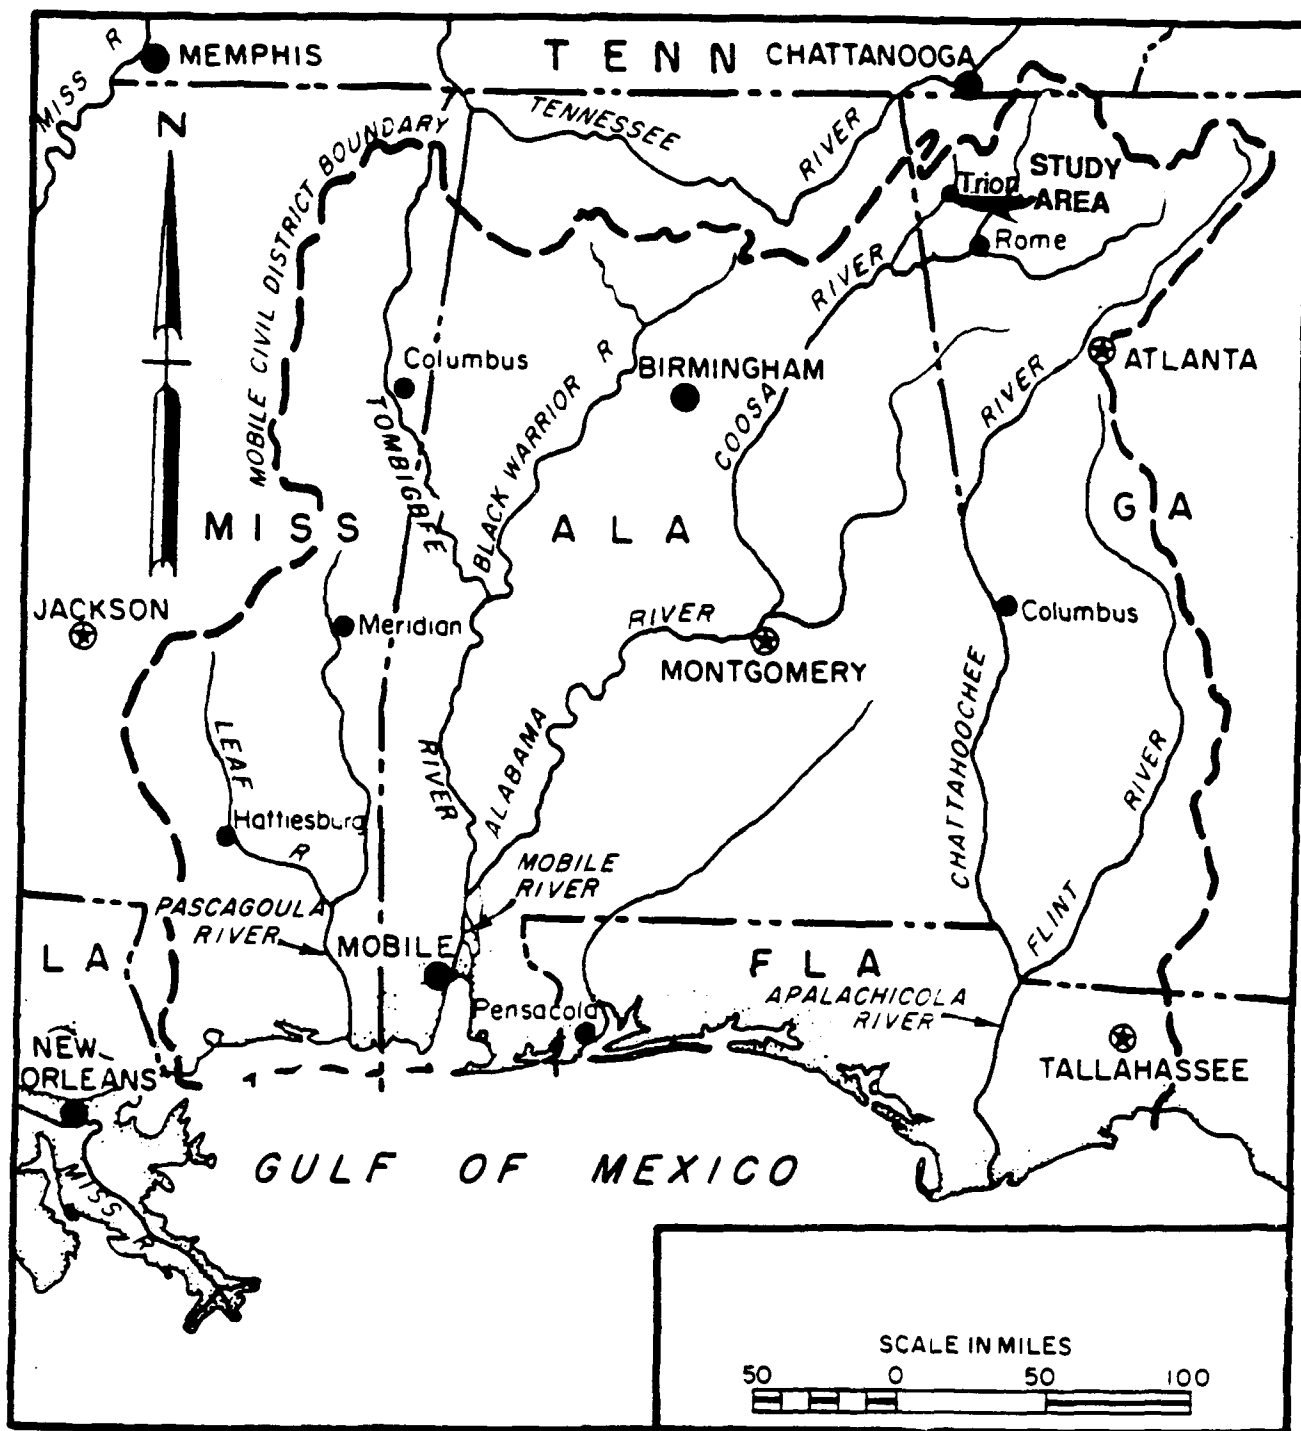 MISS R
MEMPHIS
TENN
CHATTANOOGA
N
MOBILE CIVIL DISTRICT BOUNDARY
TENNESSEE RIVER
Trion
STUDY
AREA
Rome
Columbus
TOMBIGBEE
BLACK WARRIOR R
BIRMINGHAM
COOSA RIVER
RIVER
ATLANTA
MISS
ALA
GA
JACKSON
Meridian
RIVER
MONTGOMERY
Columbus
CHATTAHOOCHEE
LEAF
R
RIVER
ALABAMA
RIVER
FLINT
Hattiesburg
MOBILE
RIVER
PASCAGOULA
RIVER
MOBILE
LA
FLA
APALACHICOLA
RIVER
Pensacola
NEW
ORLEANS
TALLAHASSEE
MISS R
GULF OF MEXICO
SCALE IN MILES
50 0 50 100